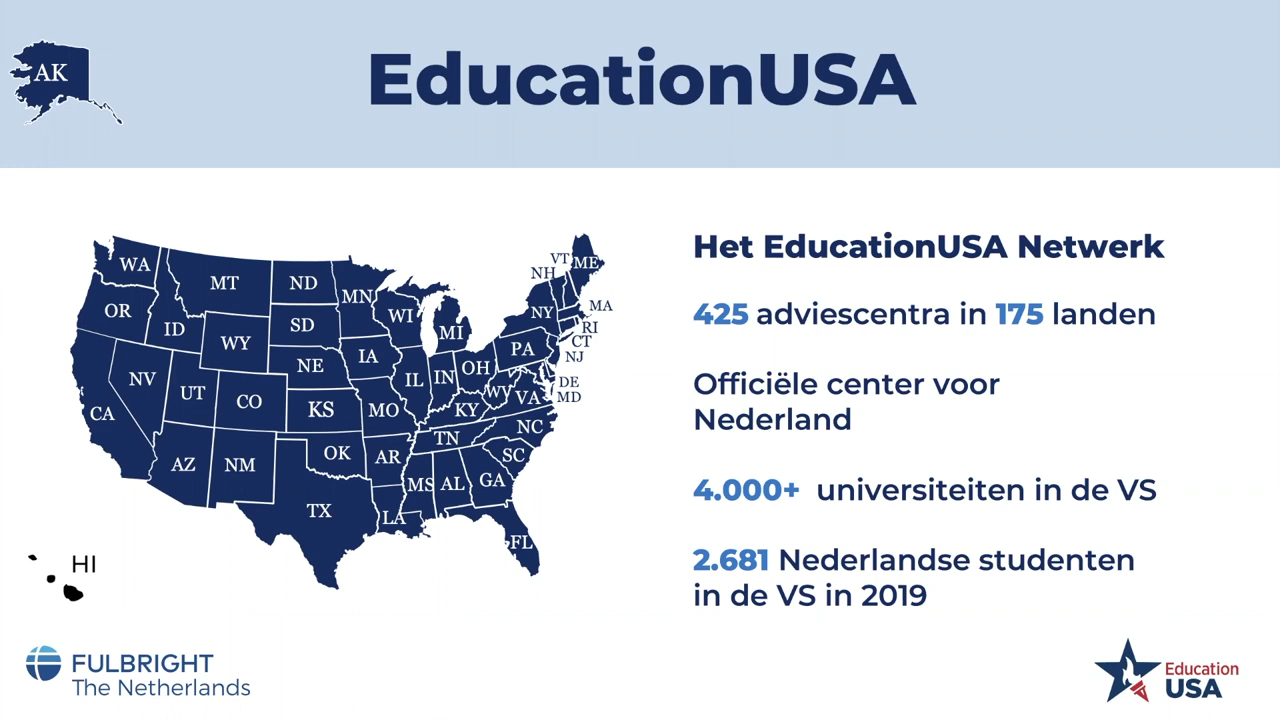 AK
EducationUSA
WA
MT
ND
MN
OR
ID
WY
SD
WI
MI
NY
VT
NH
ME
MA
RI
CT
NJ
PA
NV
UT
CO
NE
IA
IL
IN
OH
WV
VA
DE
MD
CA
KS
MO
KY
NC
AZ
NM
OK
AR
TN
SC
TX
LA
MS
AL
GA
FL
HI
Het EducationUSA Netwerk
425 adviescentra in 175 landen
Officiële center voor
Nederland
4.000+ universiteiten in de VS
2.681 Nederlandse studenten
in de VS in 2019
FULBRIGHT
The Netherlands
Education
USA